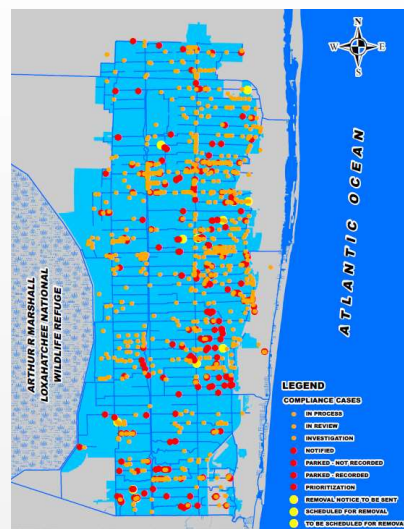 N
W E
S
ATLANTIC OCEAN
ARTHUR R MARSHALL
LOXAHATCHEE NATIONAL
WILDLIFE REFUGE
LEGEND
COMPLIANCE CASES
IN PROCESS
IN REVIEW
INVESTIGATION
NOTIFIED
PARKED - NOT RECORDED
PARKED - RECORDED
PRIORITIZATION
REMOVAL NOTICE TO BE SENT
SCHEDULED FOR REMOVAL
TO BE SCHEDULED FOR REMOVAL